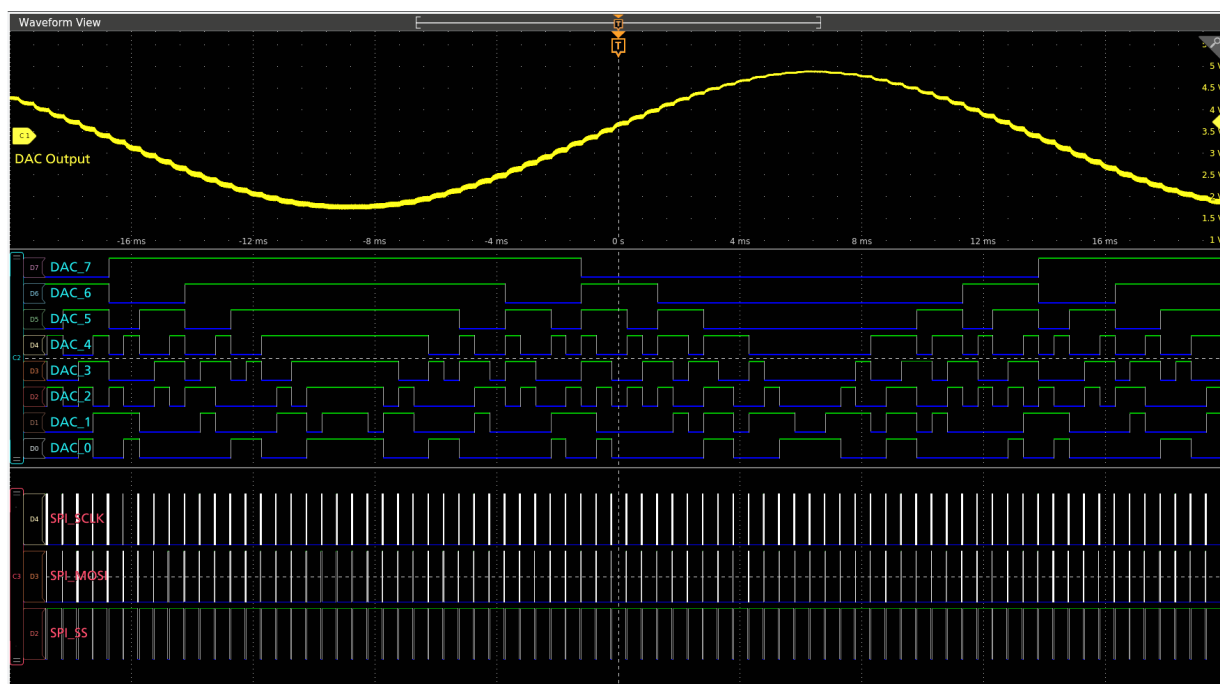 Waveform View
T
T
5 V
4.5 V
C 1
DAC Output
3.5 V
3 V
2.5 V
2 V
1.5 V
-16 ms -12 ms -8 ms -4 ms 0 s 4 ms 8 ms 12 ms 16 ms 1 V
D7 DAC_7
D6 DAC_6
D5 DAC_5
D4 DAC_4
C2
D3 DAC_3
D2 DAC_2
D1 DAC_1
D0 DAC_0
D4 SPI_SCLK
C3 D3 SPI_MOSI
D2 SPI_SS